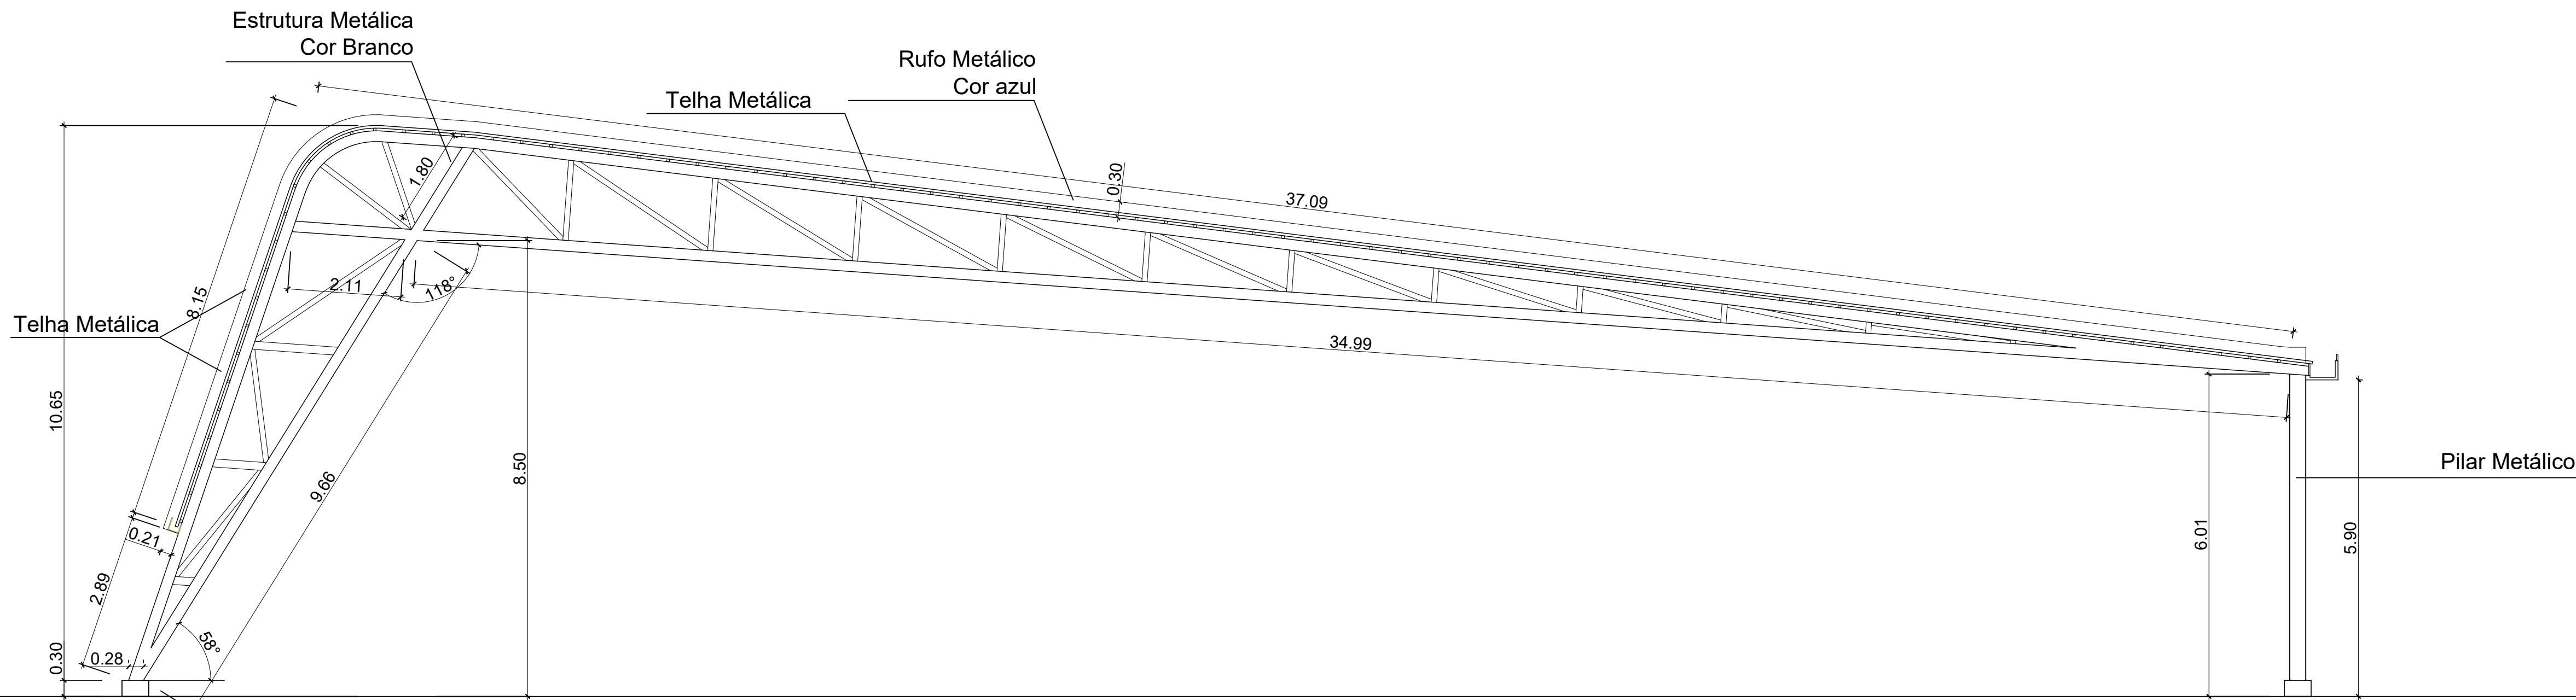 Estrutura Metálica
Cor Branco
Rufo Metálico
Cor azul
Telha Metálica
1.80
0.30
37.09
118°
2.11
8.15
Telha Metálica
34.99
10.65
8.50
9.66
Pilar Metálico
6.01
5.90
0.21
2.89
58°
0.30
0.28